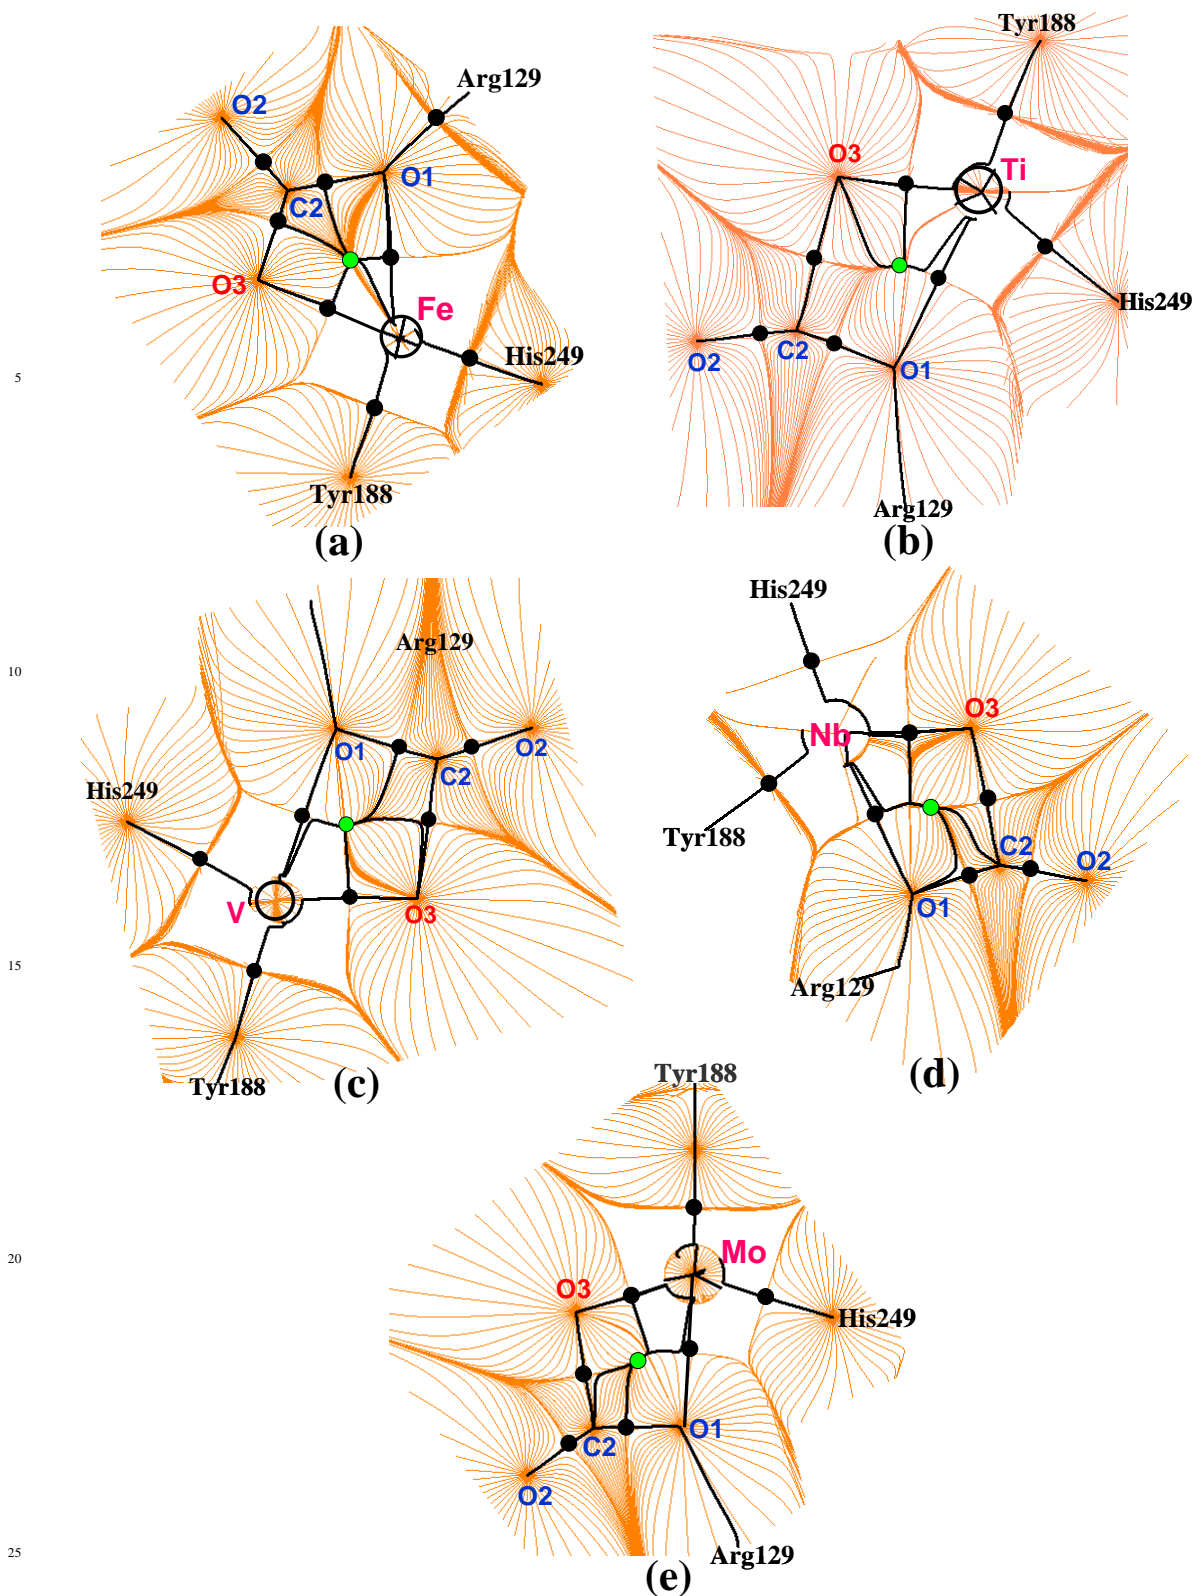 Arg129
O2
O1
C2
O3
Fe
His249
5
Tyr188
(a)
Tyr188
O3
Ti
His249
O2
C2
O1
Arg129
(b)
10
Arg129
O1
O2
C2
His249
V
O3
15
Tyr188
(c)
His249
O3
Nb
Tyr188
C2
O2
O1
Arg129
(d)
Tyr188
20
Mo
O3
His249
O1
C2
O2
Arg129
25
(e)